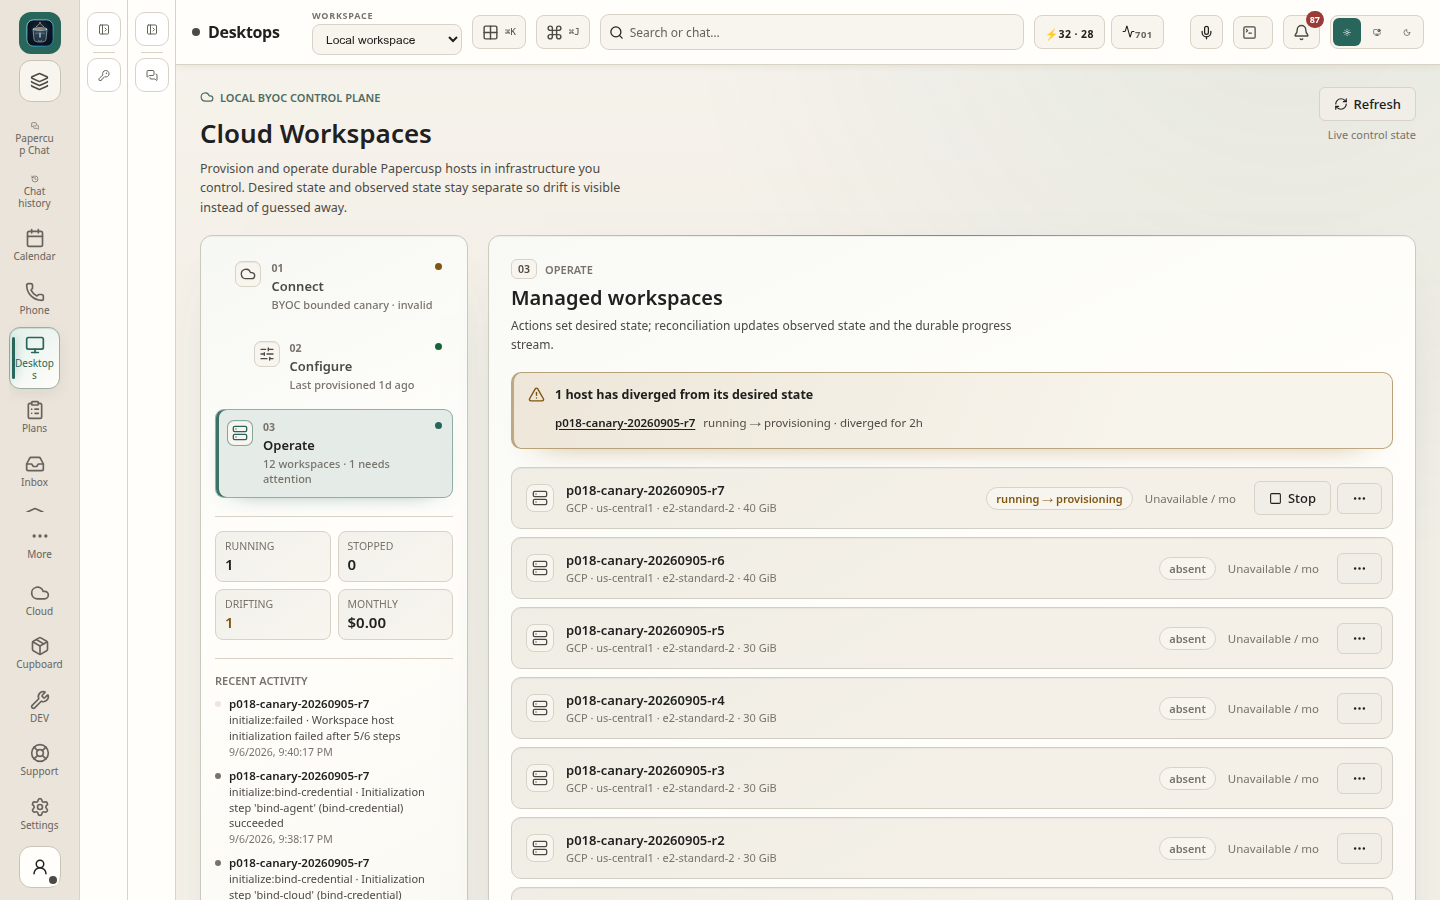 Papercu
p Chat
Chat
history
Calendar
Phone
Desktop
s
Plans
Inbox
More
Cloud
Cupboard
DEV
Support
Settings
Desktops
WORKSPACE
Local workspace
⌘K
⌘J
Search or chat...
⚡32 · 28
701
87
LOCAL BYOC CONTROL PLANE
Cloud Workspaces
Provision and operate durable Papercusp hosts in infrastructure you
control. Desired state and observed state stay separate so drift is visible
instead of guessed away.
Refresh
Live control state
01
Connect
BYOC bounded canary · invalid
02
Configure
Last provisioned 1d ago
03
Operate
12 workspaces · 1 needs
attention
RUNNING
1
STOPPED
0
DRIFTING
1
MONTHLY
$0.00
RECENT ACTIVITY
p018-canary-20260905-r7
initialize:failed · Workspace host
initialization failed after 5/6 steps
9/6/2026, 9:40:17 PM
p018-canary-20260905-r7
initialize:bind-credential · Initialization
step 'bind-agent' (bind-credential)
succeeded
9/6/2026, 9:38:17 PM
p018-canary-20260905-r7
initialize:bind-credential · Initialization
step 'bind-cloud' (bind-credential)
03 OPERATE
Managed workspaces
Actions set desired state; reconciliation updates observed state and the durable progress
stream.
1 host has diverged from its desired state
p018-canary-20260905-r7 running → provisioning · diverged for 2h
p018-canary-20260905-r7
GCP · us-central1 · e2-standard-2 · 40 GiB
running → provisioning
Unavailable / mo
Stop
p018-canary-20260905-r6
GCP · us-central1 · e2-standard-2 · 40 GiB
absent
Unavailable / mo
p018-canary-20260905-r5
GCP · us-central1 · e2-standard-2 · 30 GiB
absent
Unavailable / mo
p018-canary-20260905-r4
GCP · us-central1 · e2-standard-2 · 30 GiB
absent
Unavailable / mo
p018-canary-20260905-r3
GCP · us-central1 · e2-standard-2 · 30 GiB
absent
Unavailable / mo
p018-canary-20260905-r2
GCP · us-central1 · e2-standard-2 · 30 GiB
absent
Unavailable / mo